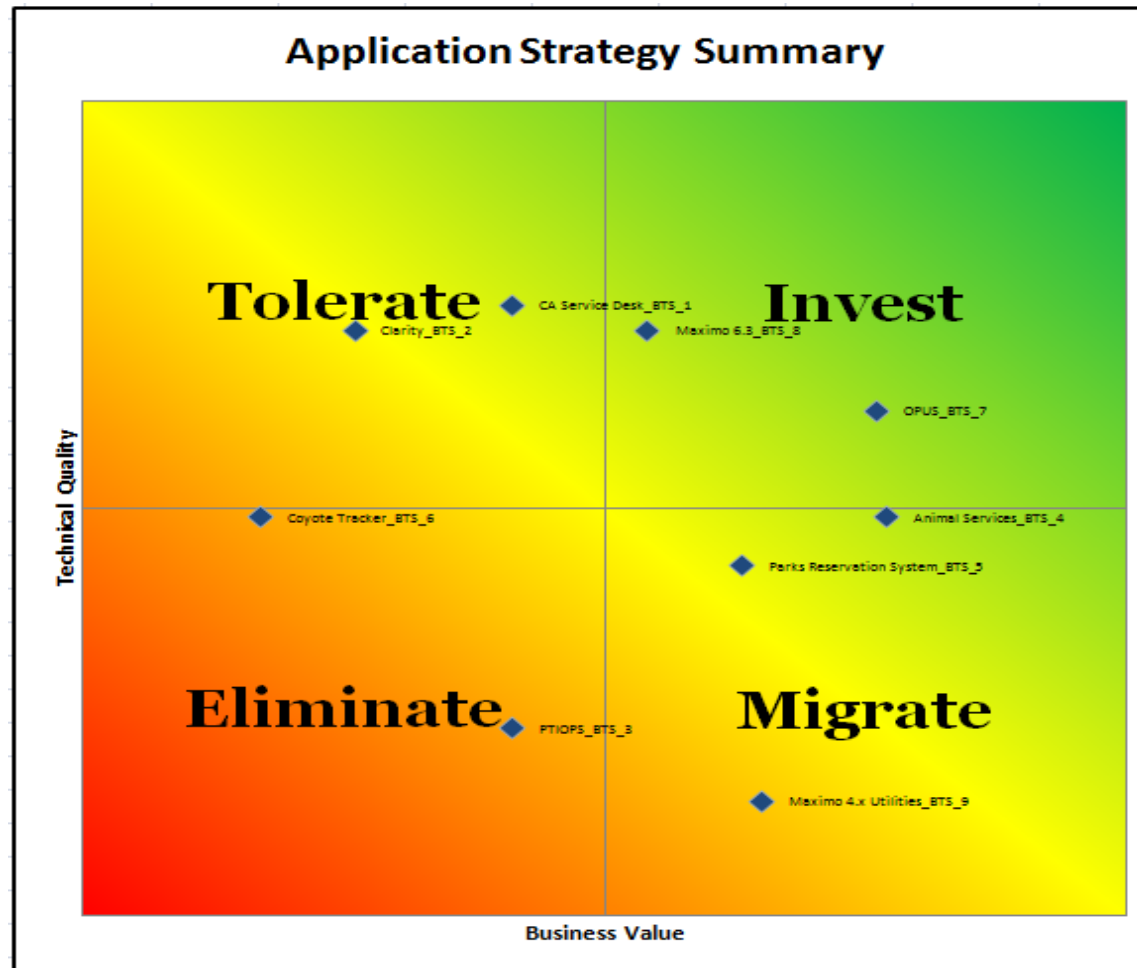 Application Strategy Summary
Tolerate
Invest
CA Service Desk_BTS_1
Clarity_BTS_2
Maximo 6.3_BTS_8
OPUS_BTS_7
Technical Quality
Coyote Tracker_BTS_6
Animal Services_BTS_4
Parks Reservation System_BTS_5
Eliminate
Migrate
PTIOPS_BTS_3
Maximo 4.x Utilities_BTS_9
Business Value